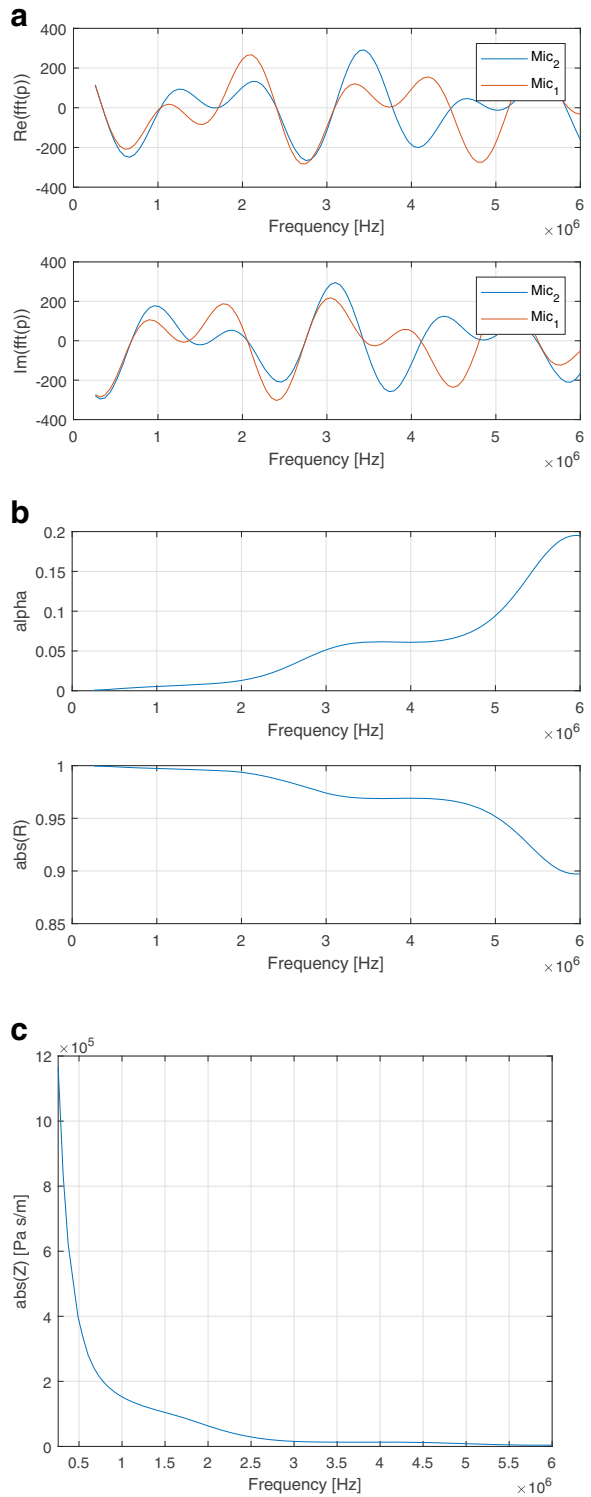 a
400
200
0
-200
-400
Re(fft(p))
Mic2
Mic1
0 1 2 3 4 5 6
Frequency [Hz]
×10^6
400
200
0
-200
-400
Im(fft(p))
Mic2
Mic1
0 1 2 3 4 5 6
Frequency [Hz]
×10^6
b
0.2
0.15
0.1
0.05
0
alpha
0 1 2 3 4 5 6
Frequency [Hz]
×10^6
1
0.95
0.9
0.85
abs(R)
0 1 2 3 4 5 6
Frequency [Hz]
×10^6
c
×10^5
12
10
8
6
4
2
0
abs(Z) [Pa s/m]
0.5 1 1.5 2 2.5 3 3.5 4 4.5 5 5.5 6
Frequency [Hz]
×10^6